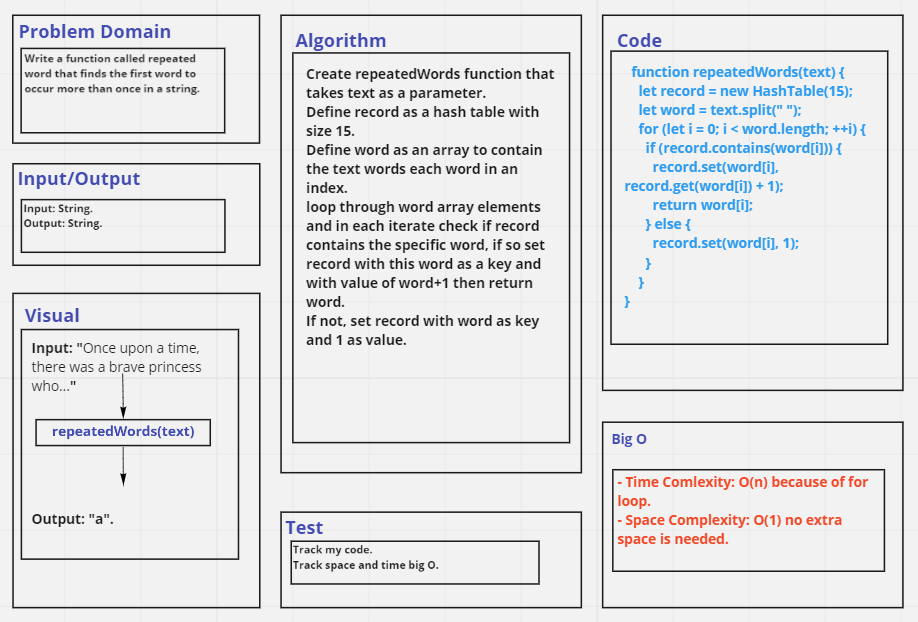 Problem Domain
Write a function called repeated
word that finds the first word to
occur more than once in a string.
Input/Output
Input: String.
Output: String.
Visual
Input: "Once upon a time,
there was a brave princess
who..."
repeatedWords(text)
Output: "a".
Algorithm
Create repeatedWords function that
takes text as a parameter.
Define record as a hash table with
size 15.
Define word as an array to contain
the text words each word in an
index.
loop through word array elements
and in each iterate check if record
contains the specific word, if so set
record with this word as a key and
with value of word+1 then return
word.
If not, set record with word as key
and 1 as value.
Test
Track my code.
Track space and time big O.
Code
function repeatedWords(text) {
let record = new HashTable(15);
let word = text.split(" ");
for (let i = 0; i < word.length; ++i) {
if (record.contains(word[i])) {
record.set(word[i],
record.get(word[i]) + 1);
return word[i];
} else {
record.set(word[i], 1);
}
}
}
Big O
- Time Comlexity: O(n) because of for
loop.
- Space Complexity: O(1) no extra
space is needed.